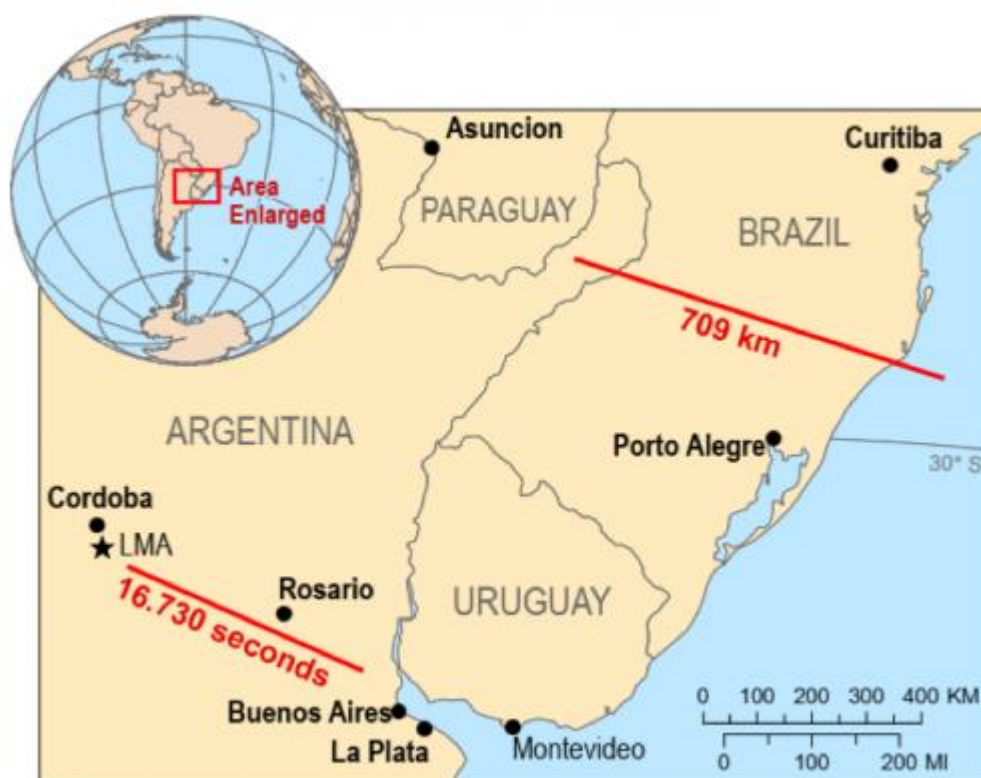 Asuncion
Curitiba
Area
Enlarged
PARAGUAY
BRAZIL
709 km
ARGENTINA
Porto Alegre
30° S
Cordoba
LMA
Rosario
16.730 seconds
URUGUAY
0 100 200 300 400 KM
Buenos Aires
La Plata
Montevideo
0 100 200 MI